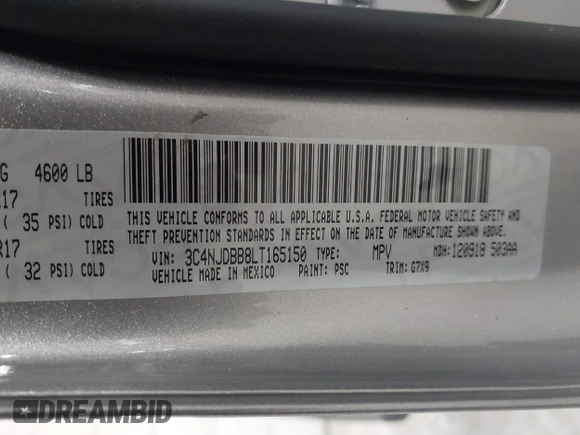 G 4600 LB
R17 TIRES
( 35 PSI) COLD
R17 TIRES
( 32 PSI) COLD
THIS VEHICLE CONFORMS TO ALL APPLICABLE U.S.A. FEDERAL MOTOR VEHICLE SAFETY AND
THEFT PREVENTION STANDARDS IN EFFECT ON THE DATE OF MANUFACTURE SHOWN ABOVE.
VIN: 3C4NJDBB8LT165150 TYPE: MPV MDH: 120918 503AA
VEHICLE MADE IN MEXICO PAINT: PSC TRIM: G7X9
DREAMBID